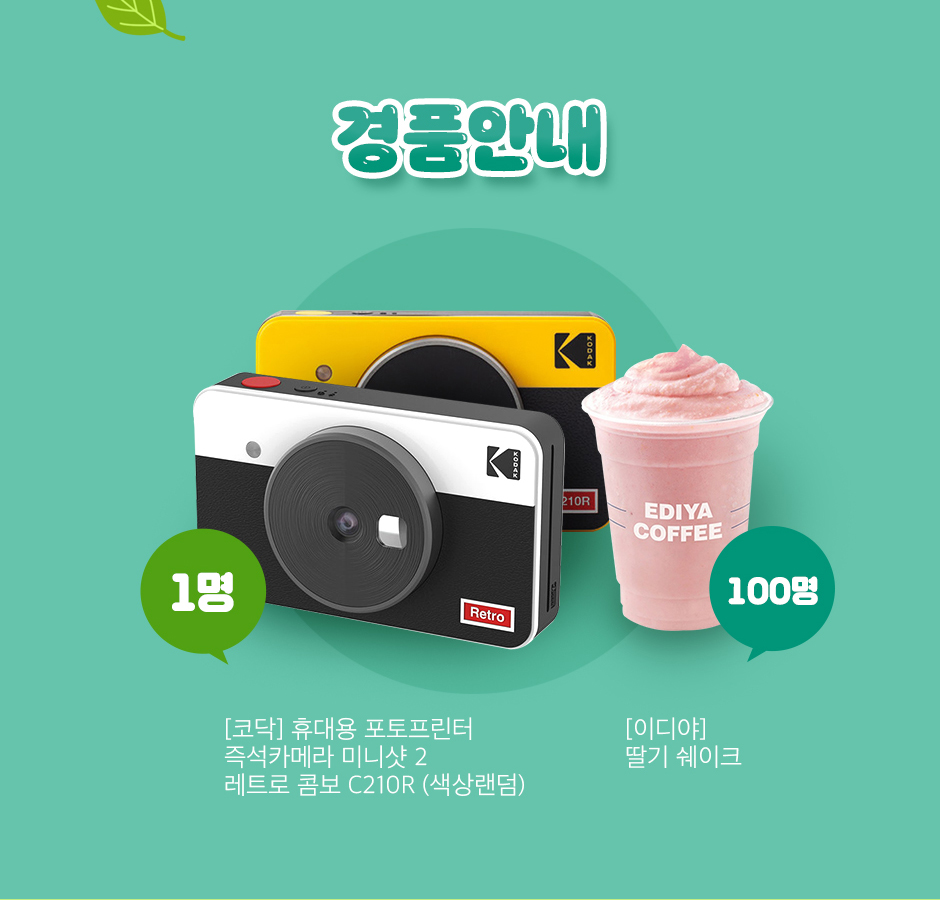 경품안내
KODAK
KODAK
210R
Retro
EDIYA
COFFEE
1명
100명
[코닥] 휴대용 포토프린터
즉석카메라 미니샷 2
레트로 콤보 C210R (색상랜덤)
[이디야]
딸기 쉐이크